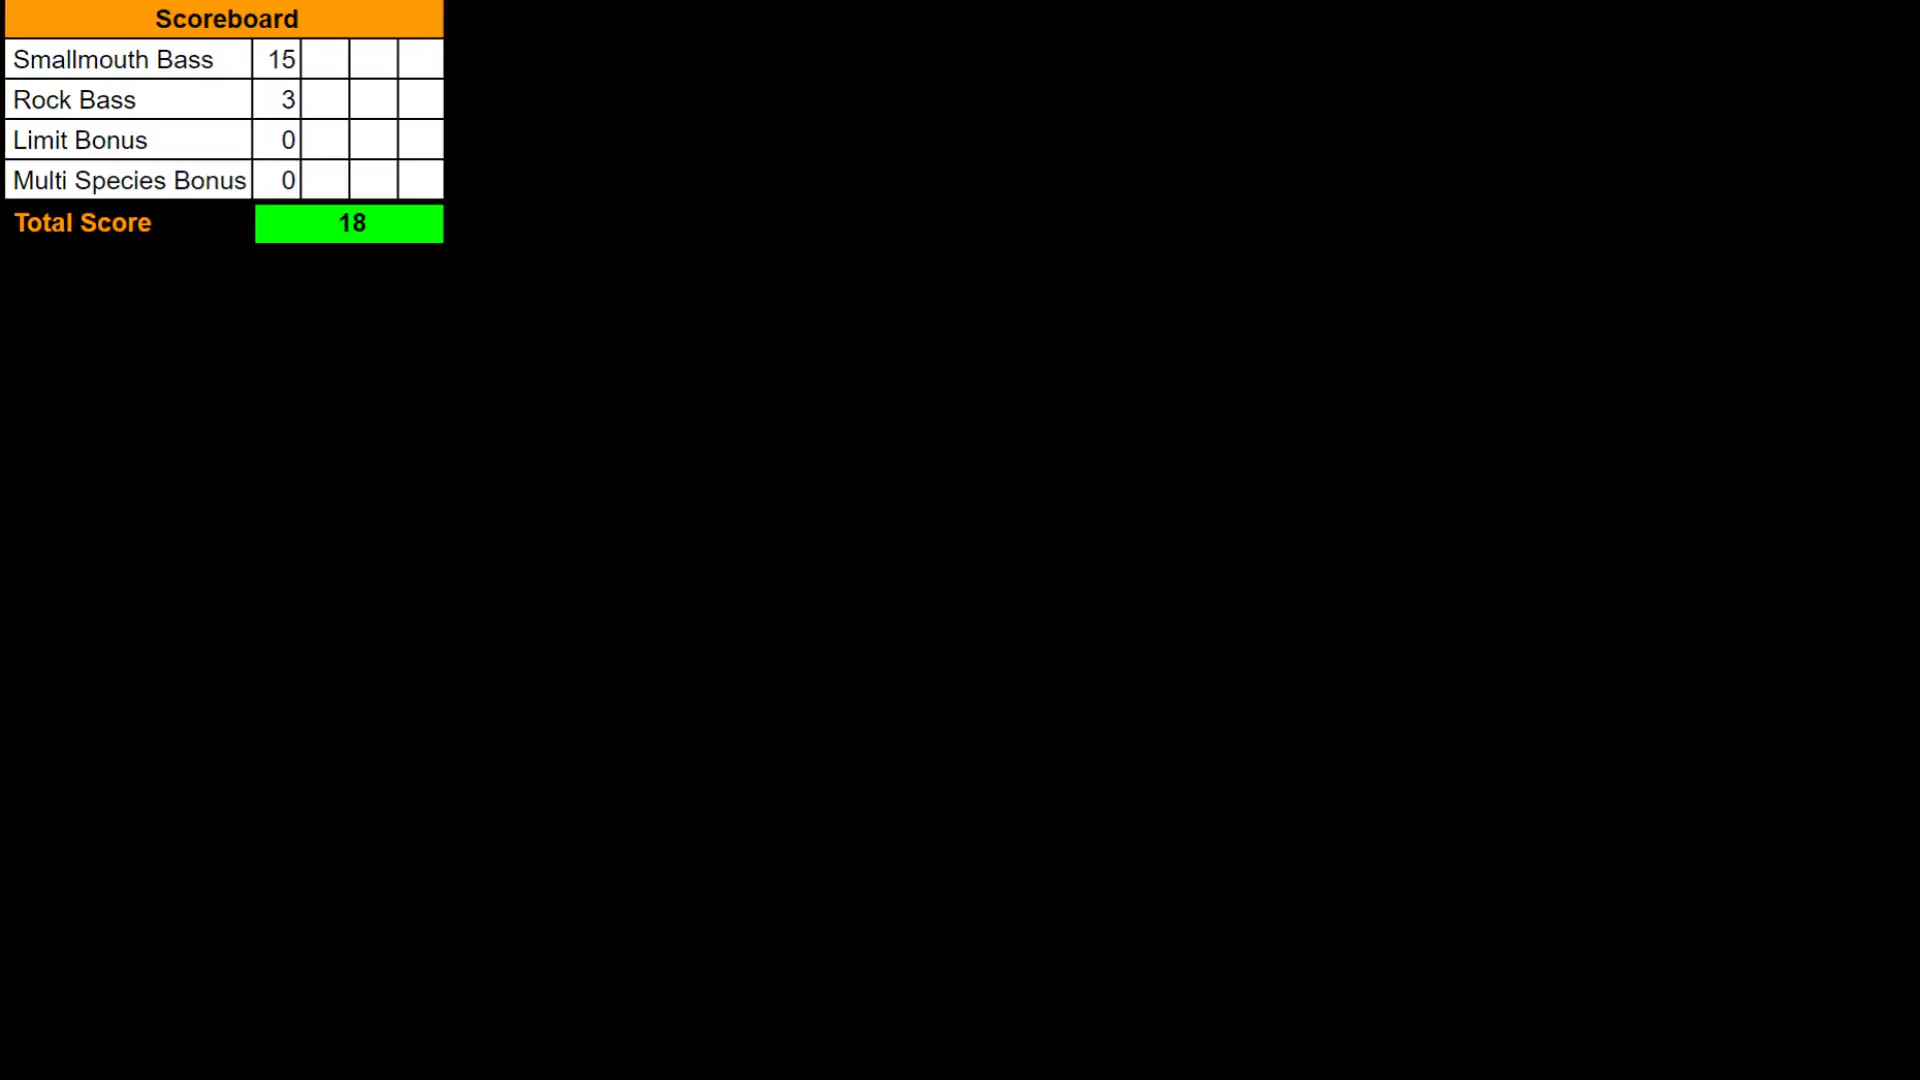 Scoreboard
Smallmouth Bass 15
Rock Bass 3
Limit Bonus 0
Multi Species Bonus 0
Total Score 18